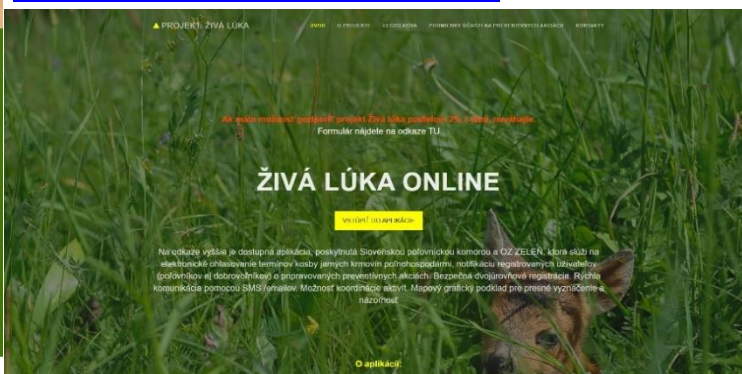 PROJEKT: ŽIVÁ LÚKA
ÚVOD O PROJEKTE LEGISLATÍVA PODMIENKY ÚČASTI NA PREVENTÍVNYCH AKCIÁCH KONTAKTY
Ak máte možnosť podporiť projekt Živá lúka podielom 2% z daní, neváhajte.
Formulár nájdete na odkaze TU
ŽIVÁ LÚKA ONLINE
VSTÚPIŤ DO APLIKÁCIE
Na odkaze vyššie je dostupná aplikácia, poskytnutá Slovenskou poľovníckou komorou a OZ ZELEŇ, ktorá slúži na
elektronické ohlasovanie termínov kosby jarných krmovín poľnohospodármi, notifikáciu registrovaných užívateľov
(poľovníkov aj dobrovoľníkov) o pripravovaných preventívnych akciách. Bezpečná dvojúrovňová registrácia. Rýchla
komunikácia pomocou SMS /emailov. Možnosť koordinácie aktivít. Mapový grafický podklad pre presné vyznačenie a
názornosť
O aplikácii: